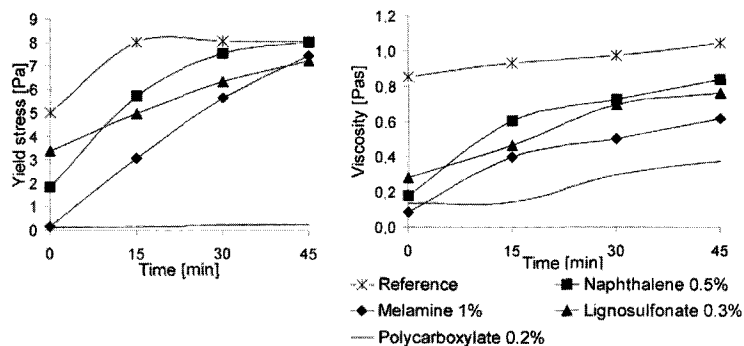 Yield stress [Pa]
9
8
7
6
5
4
3
2
1
0
0 15 30 45
Time [min]
Viscosity [Pas]
1.2
1.0
0.8
0.6
0.4
0.2
0.0
0 15 30 45
Time [min]
Reference
Naphthalene 0.5%
Melamine 1%
Lignosulfonate 0.3%
Polycarboxylate 0.2%